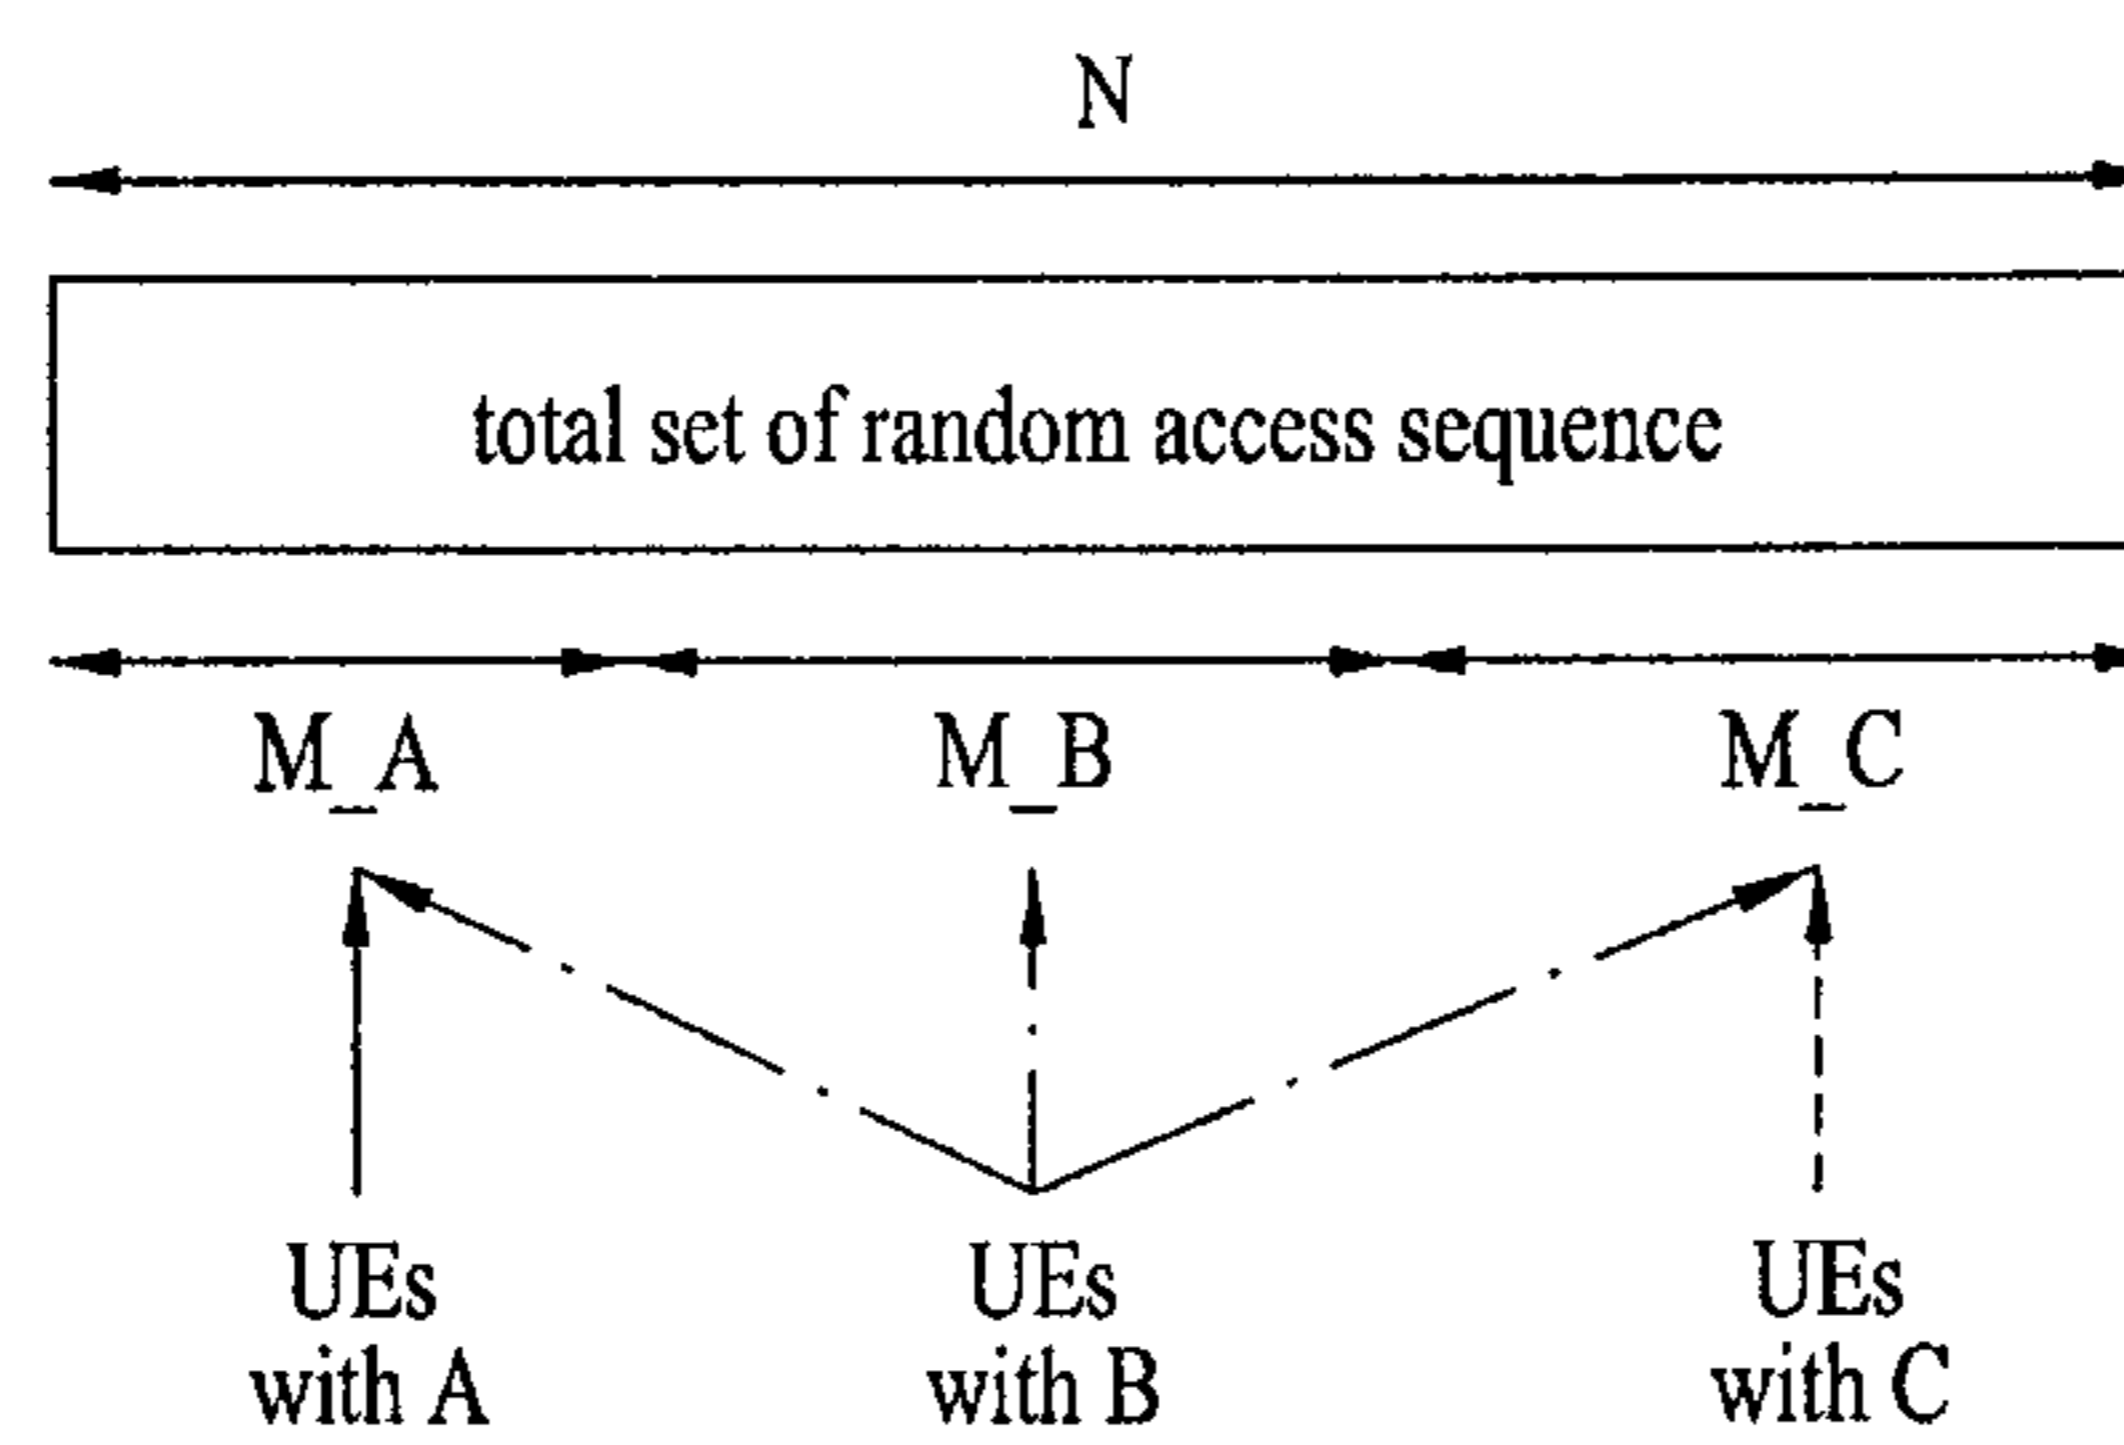 N
total set of random access sequence
M_A M_B M_C
UEs UEs UEs
with A with B with C